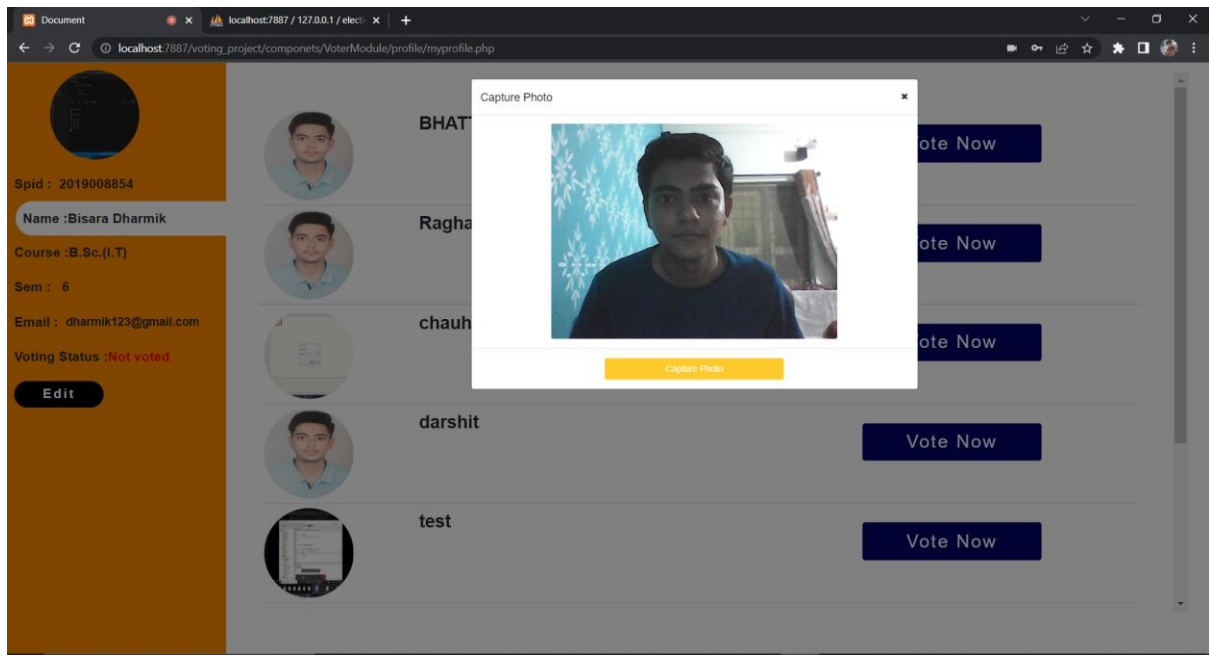 Document
localhost:7887 / 127.0.0.1 / electi
localhost:7887/voting_project/componets/VoterModule/profile/myprofile.php
Spid : 2019008854
Name :Bisara Dharmik
Course :B.Sc.(I.T)
Sem : 6
Email : dharmik123@gmail.com
Voting Status :Not voted
Edit
Capture Photo
Capture Photo
BHAT
ote Now
Ragha
ote Now
chauh
ote Now
darshit
Vote Now
test
Vote Now